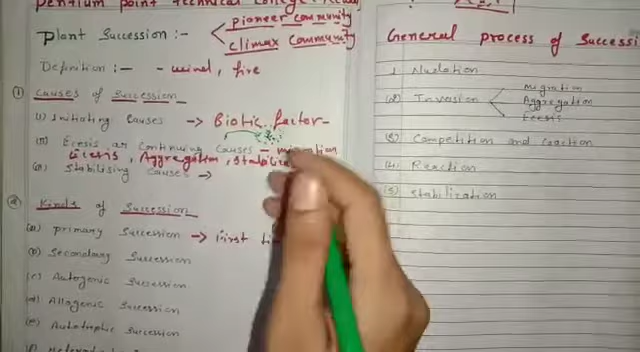 Pentium point Technical College
Plant Succession :-
pioneer community
climax community
Definition :- - wind, fire
(1) Causes of Succession
(i) Initiating Causes -> Biotic factor-
(ii) Ecesis or Continuing Causes - migration
Ecesis, Aggregation, Stabili
(iii) Stabilising Causes ->
(2) Kinds of Succession
(a) primary Succession -> First ti
(b) Secondary Succession
(c) Autogenic Succession
(d) Allogenic Succession
(e) Autotrophic Succession
General process of Successi
1. Nudation
(2) Invasion
Migration
Aggregation
Ecesis
(3) Competition and reaction
(4) Reaction
(5) Stabilization